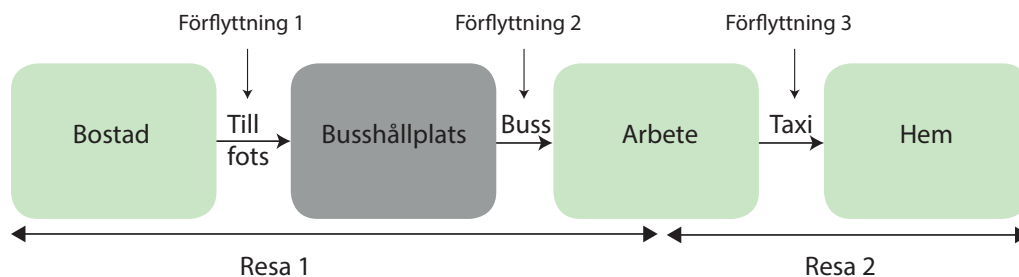 Förflyttning 1
Förflyttning 2
Förflyttning 3
Bostad
Till
fots
Busshållplats
Buss
Arbete
Taxi
Hem
Resa 1
Resa 2